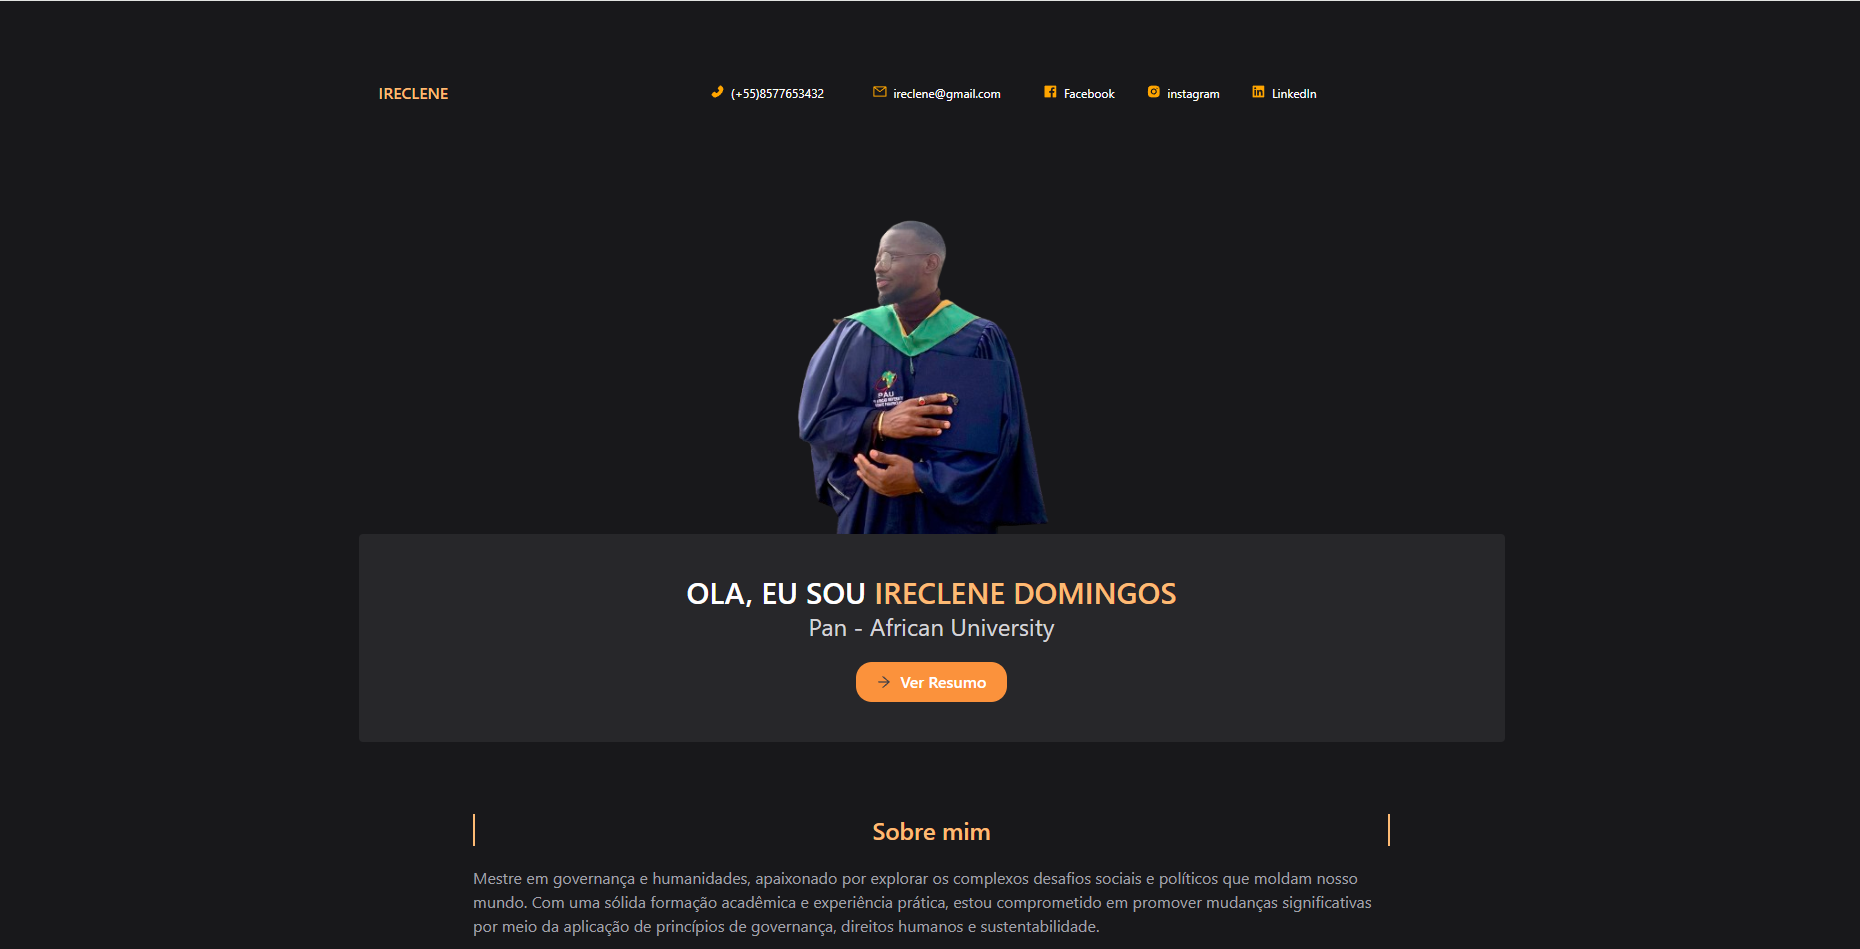 IRECLENE
(+55)8577653432
ireclene@gmail.com
Facebook
instagram
LinkedIn
PAU
OLA, EU SOU IRECLENE DOMINGOS
Pan - African University
Ver Resumo
Sobre mim
Mestre em governança e humanidades, apaixonado por explorar os complexos desafios sociais e políticos que moldam nosso
mundo. Com uma sólida formação acadêmica e experiência prática, estou comprometido em promover mudanças significativas
por meio da aplicação de princípios de governança, direitos humanos e sustentabilidade.